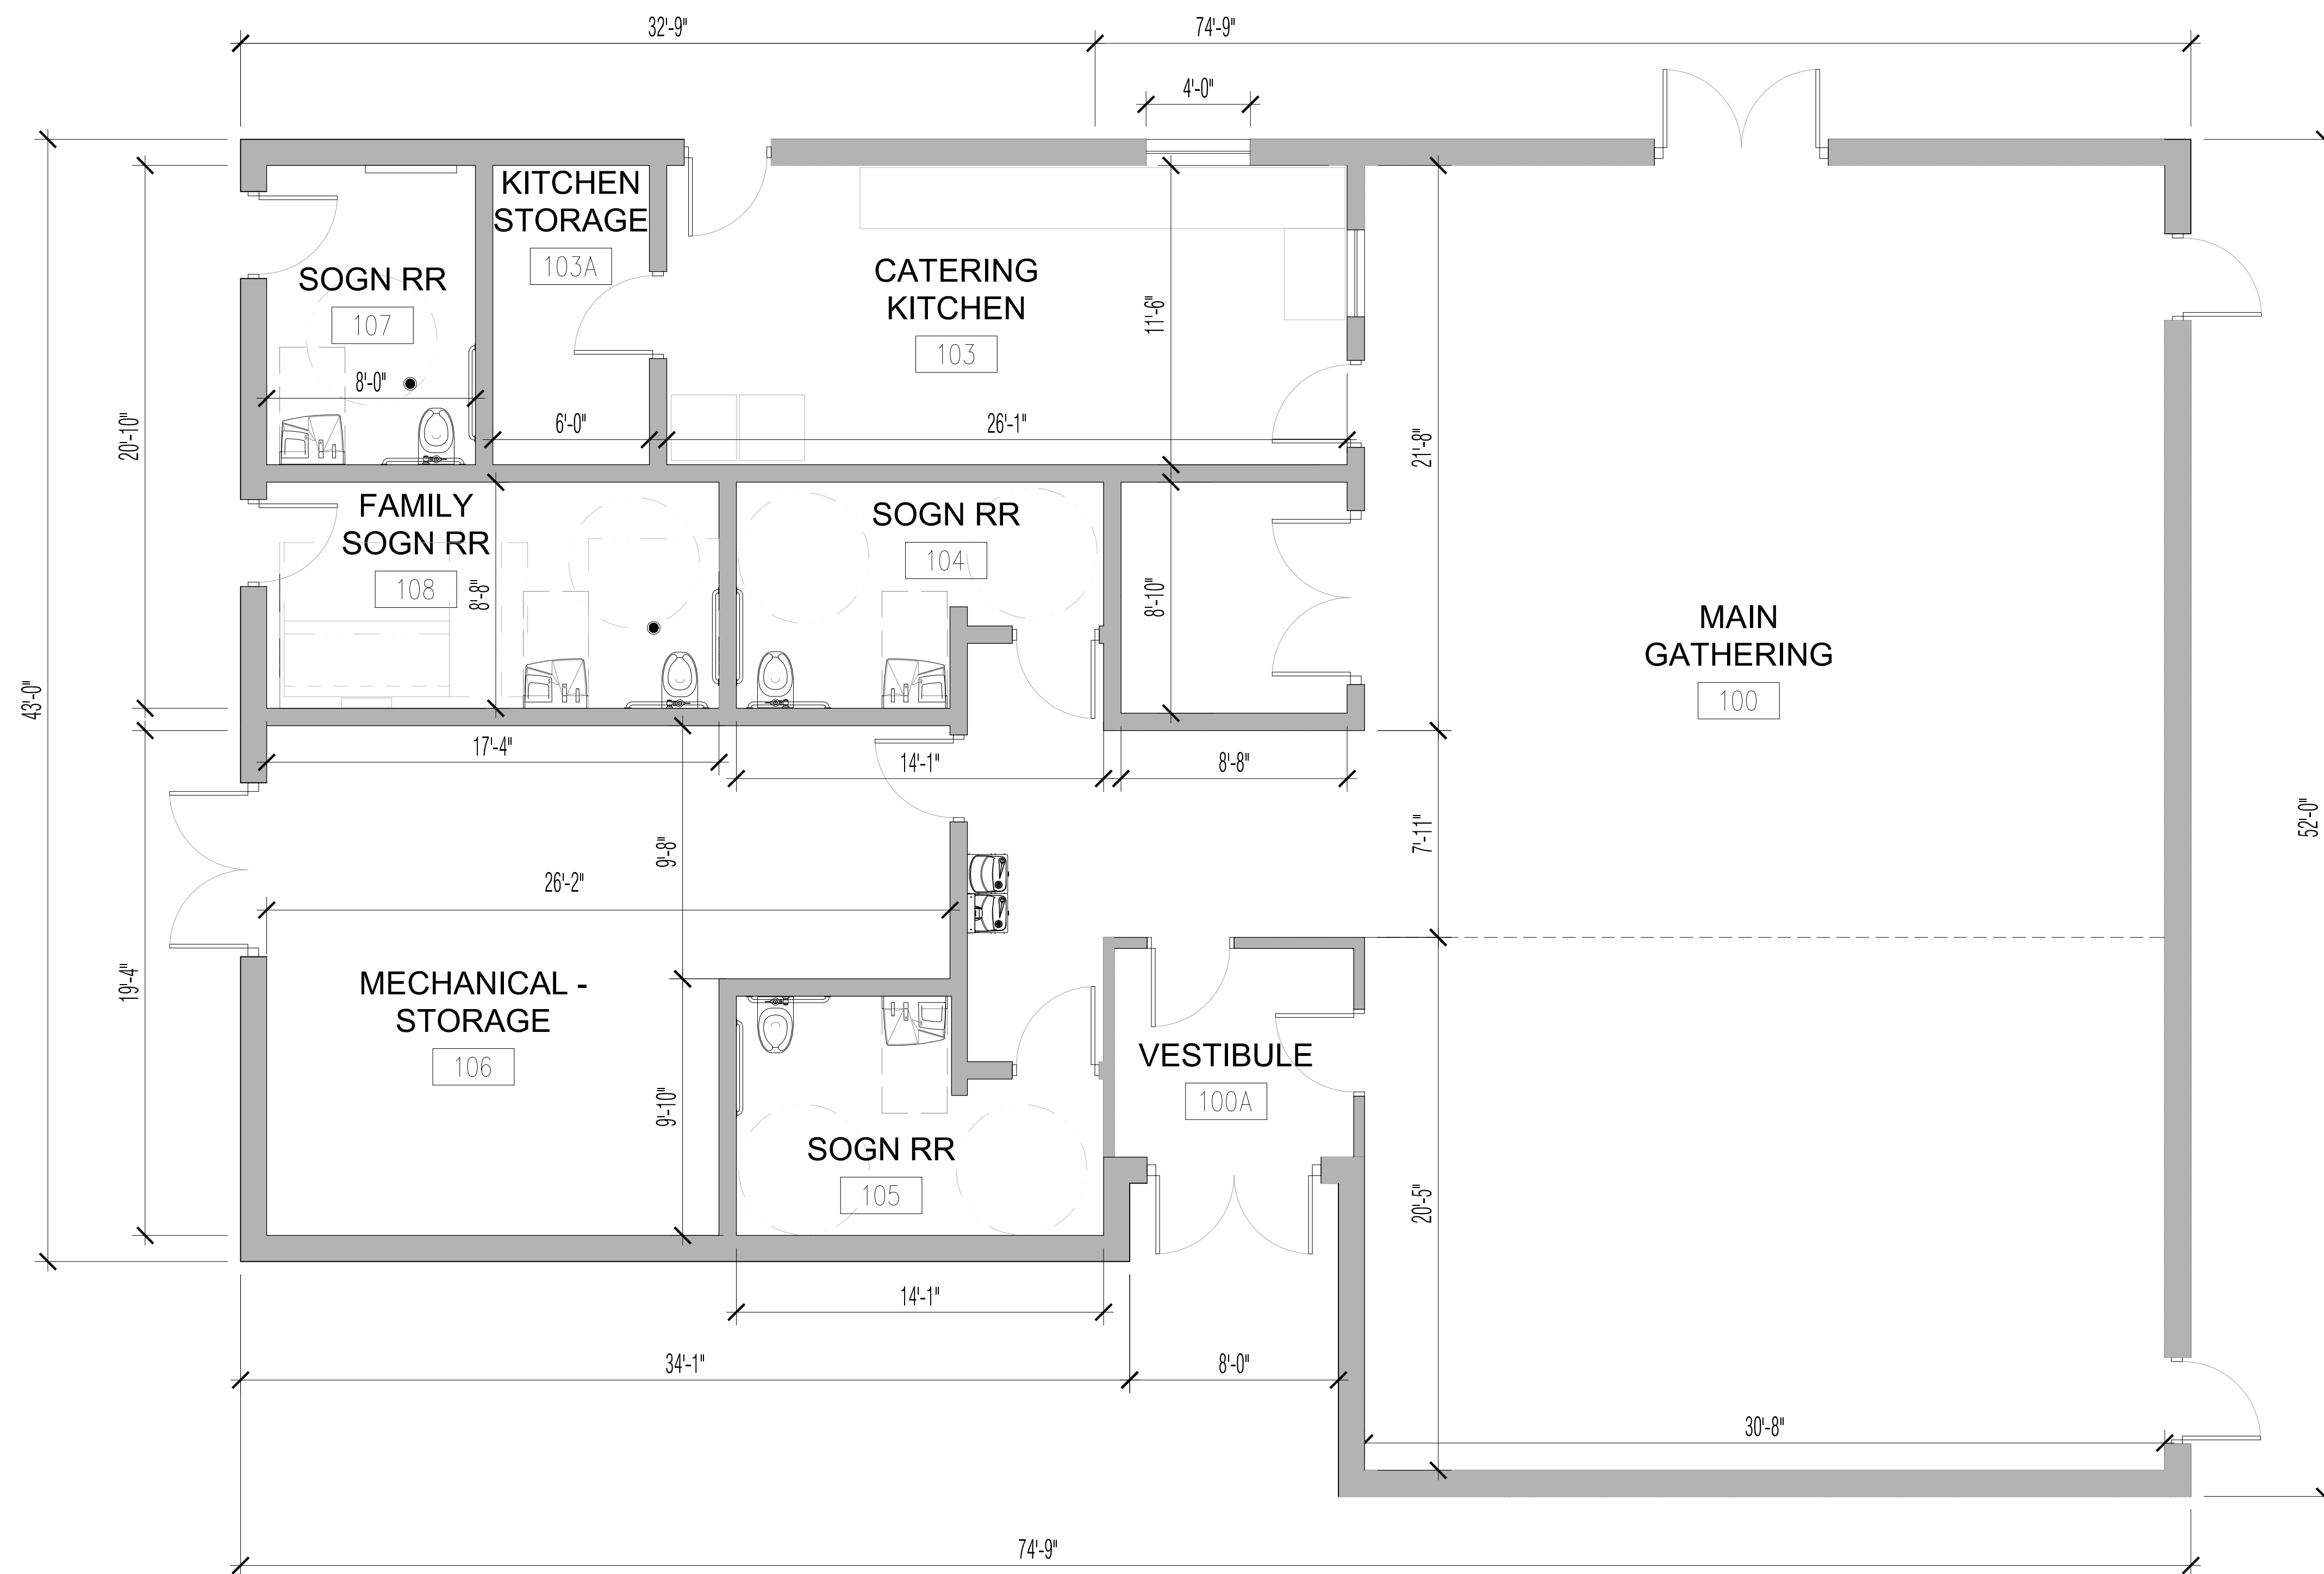 32'-9"
74'-9"
4'-0"
KITCHEN
STORAGE
103A
SOGN RR
107
CATERING
KITCHEN
103
11'-6"
8'-0"
6'-0"
26'-1"
20'-10"
21'-8"
FAMILY
SOGN RR
108
8'-8"
SOGN RR
104
8'-10"
MAIN
GATHERING
100
43'-0"
17'-4"
14'-1"
8'-8"
52'-0"
9'-8"
7'-11"
26'-2"
19'-4"
MECHANICAL -
STORAGE
106
VESTIBULE
100A
9'-10"
SOGN RR
105
20'-5"
14'-1"
34'-1"
8'-0"
30'-8"
74'-9"